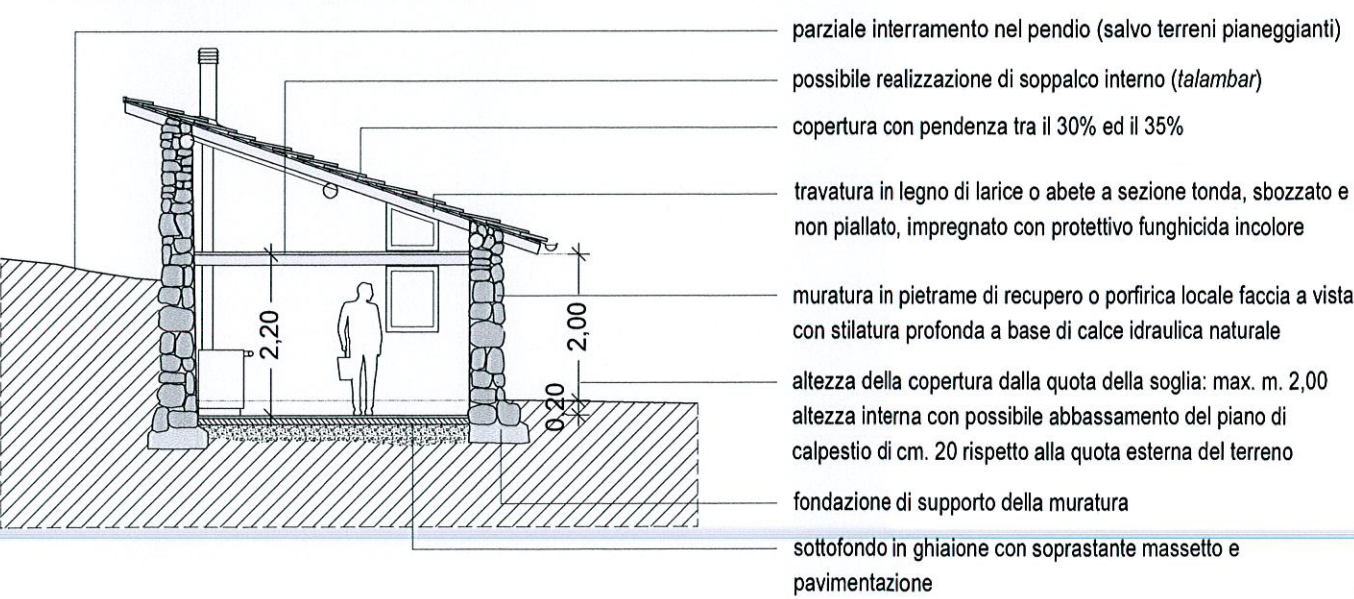 parziale interramento nel pendio (salvo terreni pianeggianti)
possibile realizzazione di soppalco interno (talambar)
copertura con pendenza tra il 30% ed il 35%
travatura in legno di larice o abete a sezione tonda, sbozzato e
non piallato, impregnato con protettivo funghicida incolore
muratura in pietrame di recupero o porfirica locale faccia a vista
con stilatura profonda a base di calce idraulica naturale
altezza della copertura dalla quota della soglia: max. m. 2,00
altezza interna con possibile abbassamento del piano di
calpestio di cm. 20 rispetto alla quota esterna del terreno
fondazione di supporto della muratura
sottofondo in ghiaione con soprastante massetto e
pavimentazione
2,20
2,00
0,20